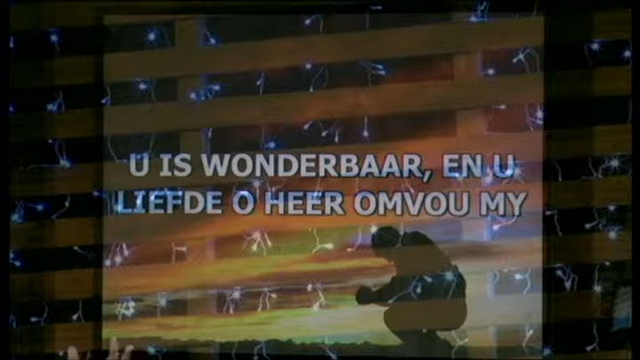 U IS WONDERBAAR, EN U
LIEFDE O HEER OMVOU MY